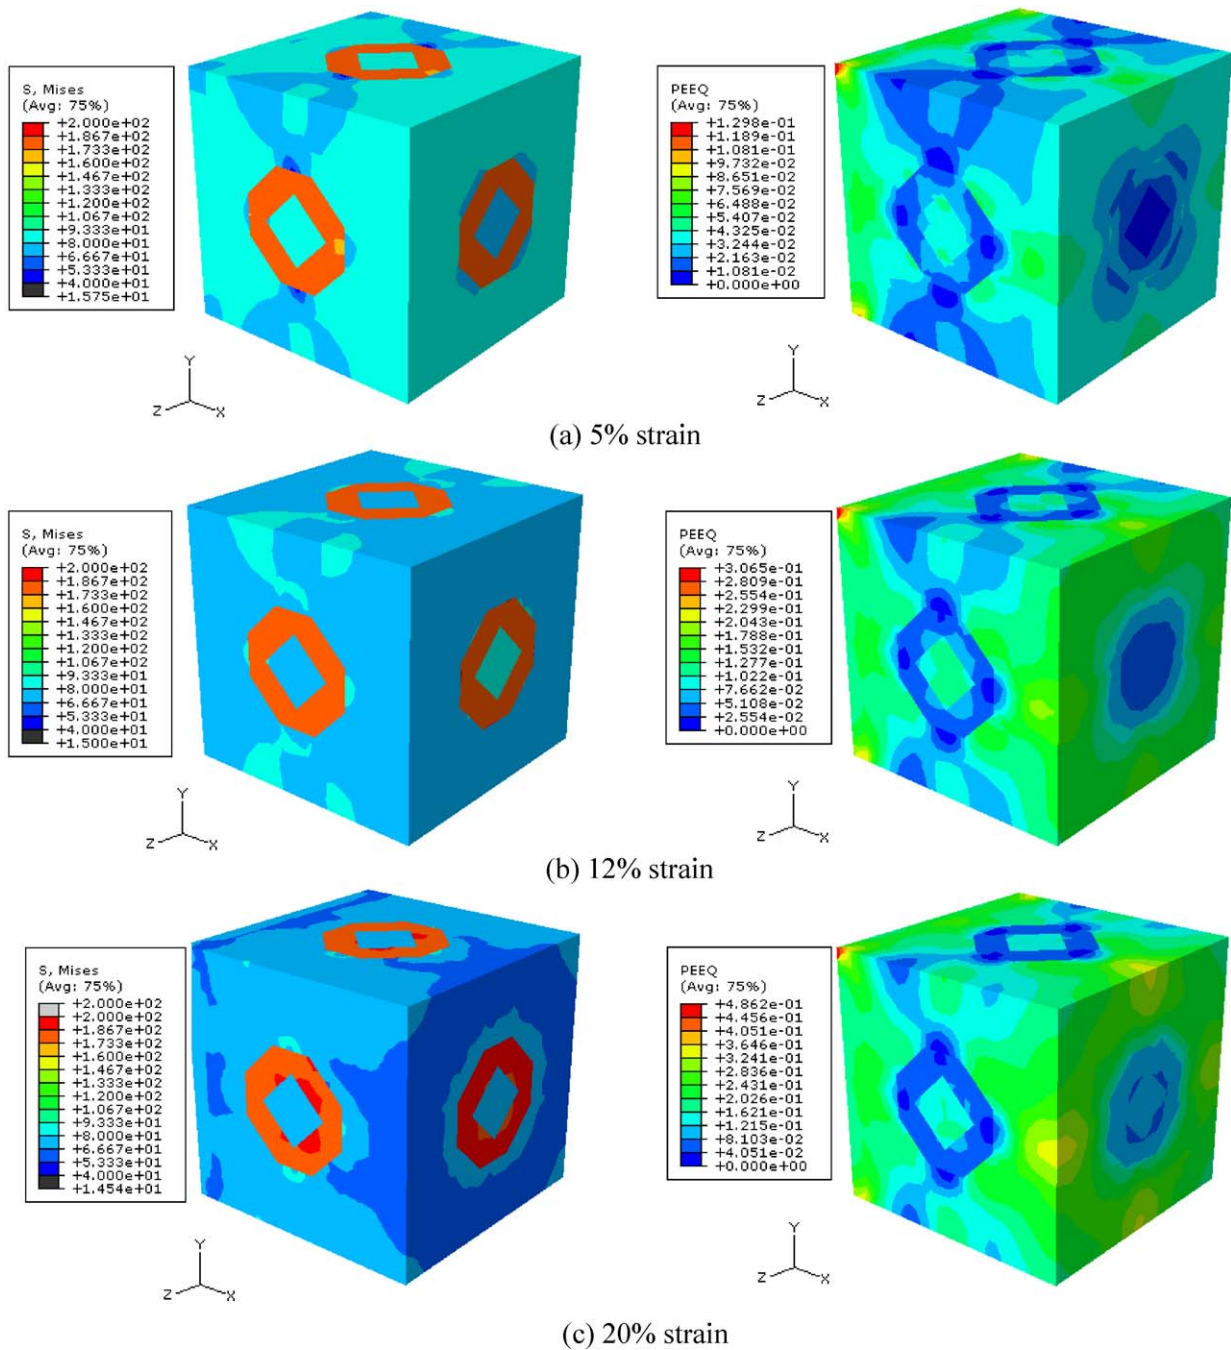 S, Mises
(Avg: 75%)
+2.000e+02
+1.867e+02
+1.733e+02
+1.600e+02
+1.467e+02
+1.333e+02
+1.200e+02
+1.067e+02
+9.333e+01
+8.000e+01
+6.667e+01
+5.333e+01
+4.000e+01
+1.575e+01
Y
Z
X
PEEQ
(Avg: 75%)
+1.298e-01
+1.189e-01
+1.081e-01
+9.732e-02
+8.651e-02
+7.569e-02
+6.488e-02
+5.407e-02
+4.325e-02
+3.244e-02
+2.163e-02
+1.081e-02
+0.000e+00
Y
Z
X
(a) 5% strain
S, Mises
(Avg: 75%)
+2.000e+02
+1.867e+02
+1.733e+02
+1.600e+02
+1.467e+02
+1.333e+02
+1.200e+02
+1.067e+02
+9.333e+01
+8.000e+01
+6.667e+01
+5.333e+01
+4.000e+01
+1.500e+01
Y
Z
X
PEEQ
(Avg: 75%)
+3.065e-01
+2.809e-01
+2.554e-01
+2.299e-01
+2.043e-01
+1.788e-01
+1.532e-01
+1.277e-01
+1.022e-01
+7.662e-02
+5.108e-02
+2.554e-02
+0.000e+00
Y
Z
X
(b) 12% strain
S, Mises
(Avg: 75%)
+2.000e+02
+2.000e+02
+1.867e+02
+1.733e+02
+1.600e+02
+1.467e+02
+1.333e+02
+1.200e+02
+1.067e+02
+9.333e+01
+8.000e+01
+6.667e+01
+5.333e+01
+4.000e+01
+1.454e+01
Y
Z
X
PEEQ
(Avg: 75%)
+4.862e-01
+4.456e-01
+4.051e-01
+3.646e-01
+3.241e-01
+2.836e-01
+2.431e-01
+2.026e-01
+1.621e-01
+1.215e-01
+8.103e-02
+4.051e-02
+0.000e+00
Y
Z
X
(c) 20% strain